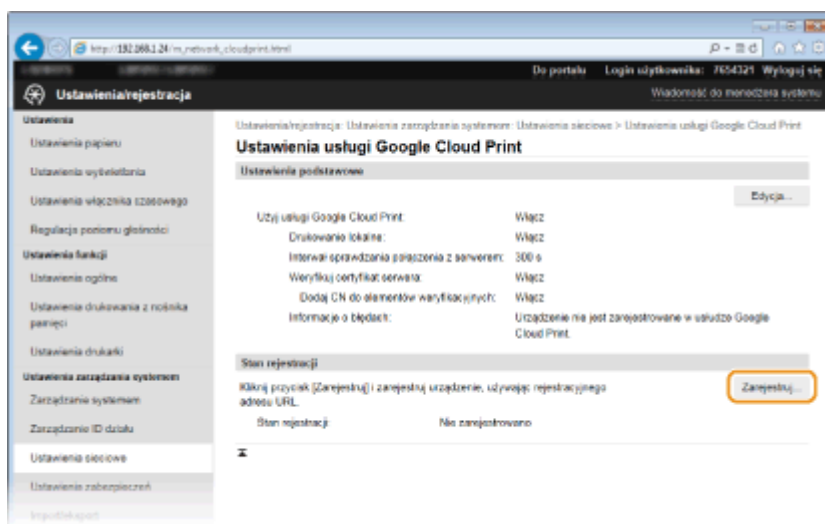 http://192.168.1.24/m_network_cloudprint.html
Do portalu Login użytkownika: 7654321 Wyloguj się
Ustawienia/rejestracja
Wiadomość do menedżera systemu
Ustawienia
Ustawienia papieru
Ustawienia wyświetlania
Ustawienia włącznika czasowego
Regulacja poziomu głośności
Ustawienia funkcji
Ustawienia ogólne
Ustawienia drukowania z nośnika
pamięci
Ustawienia drukarki
Ustawienia zarządzania systemem
Zarządzanie systemem
Zarządzanie ID działu
Ustawienia sieciowe
Ustawienia zabezpieczeń
Import/eksport
Ustawienia/rejestracja: Ustawienia zarządzania systemem: Ustawienia sieciowe > Ustawienia usługi Google Cloud Print
Ustawienia usługi Google Cloud Print
Ustawienia podstawowe
Edycja...
Użyj usługi Google Cloud Print: Włącz
Drukowanie lokalne: Włącz
Interwał sprawdzania połączenia z serwerem: 300 s
Weryfikuj certyfikat serwera: Włącz
Dodaj CN do elementów weryfikacyjnych: Włącz
Informacje o błędach: Urządzenie nie jest zarejestrowane w usłudze Google
Cloud Print.
Stan rejestracji
Kliknij przycisk [Zarejestruj] i zarejestruj urządzenie, używając rejestracyjnego
adresu URL.
Zarejestruj...
Stan rejestracji: Nie zarejestrowano